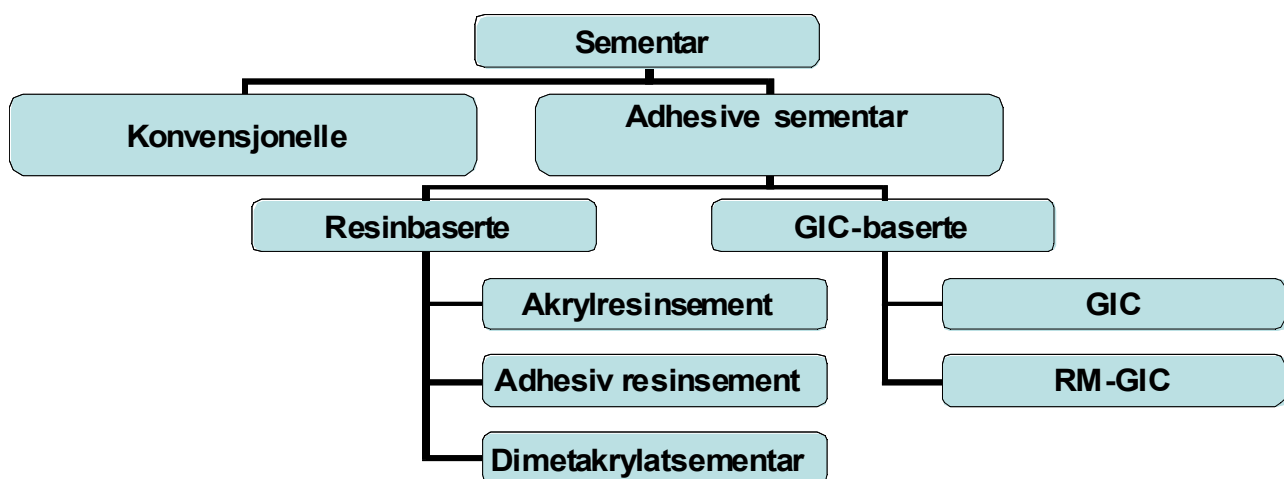 Sementar
Konvensjonelle
Adhesive sementar
Resinbaserte
GIC-baserte
Akrylresinsement
GIC
Adhesiv resinsement
RM-GIC
Dimetakrylatsementar